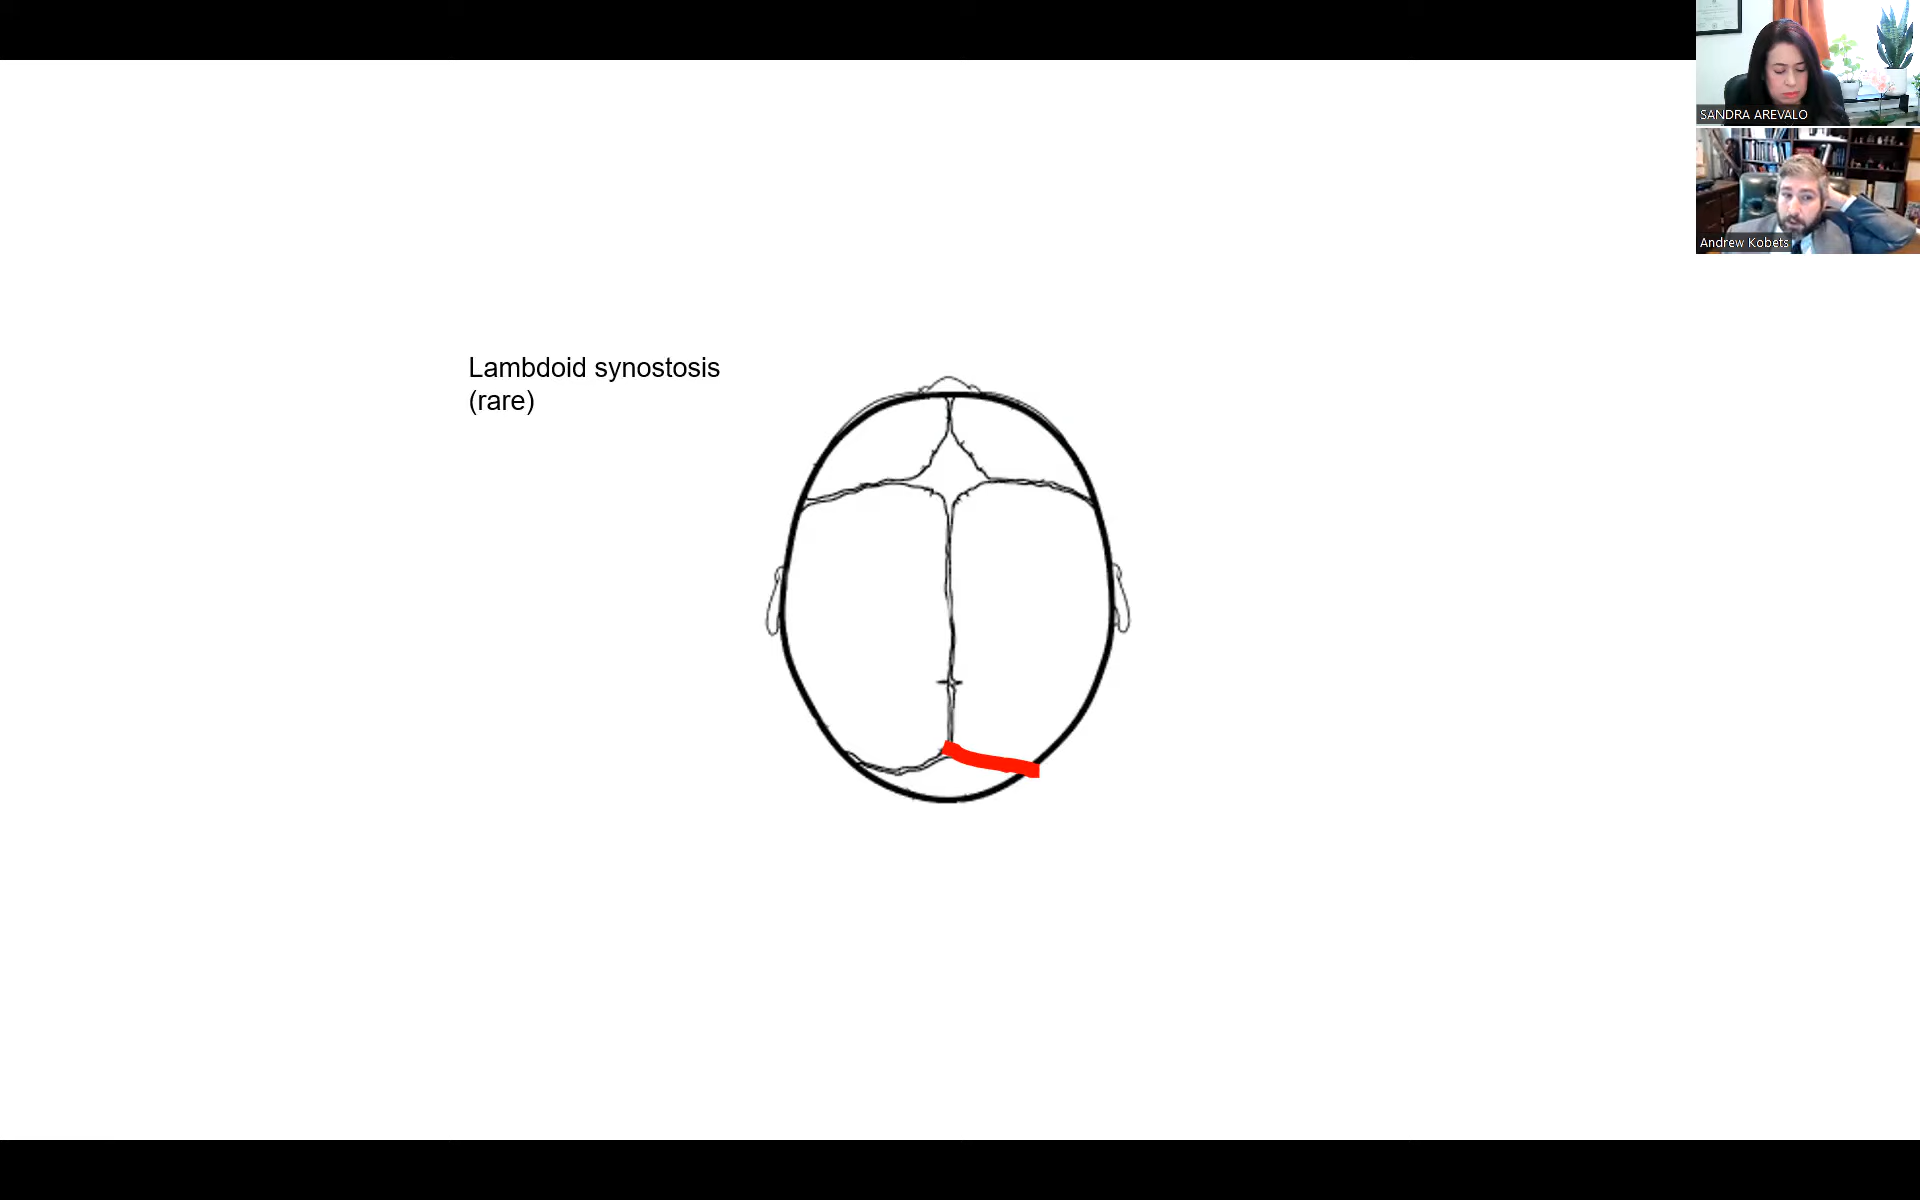 Lambdoid synostosis
(rare)
SANDRA AREVALO
Andrew Kobets